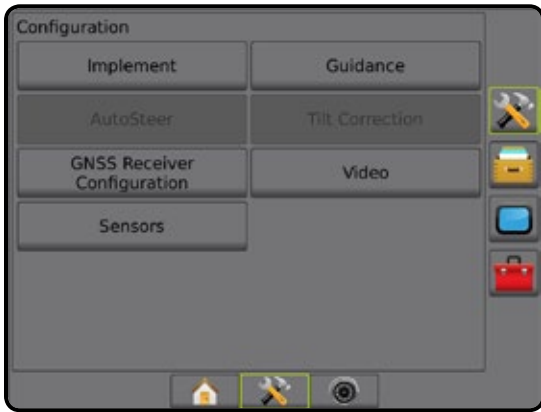 Configuration
Implement
Guidance
AutoSteer
Tilt Correction
GNSS Receiver
Configuration
Video
Sensors